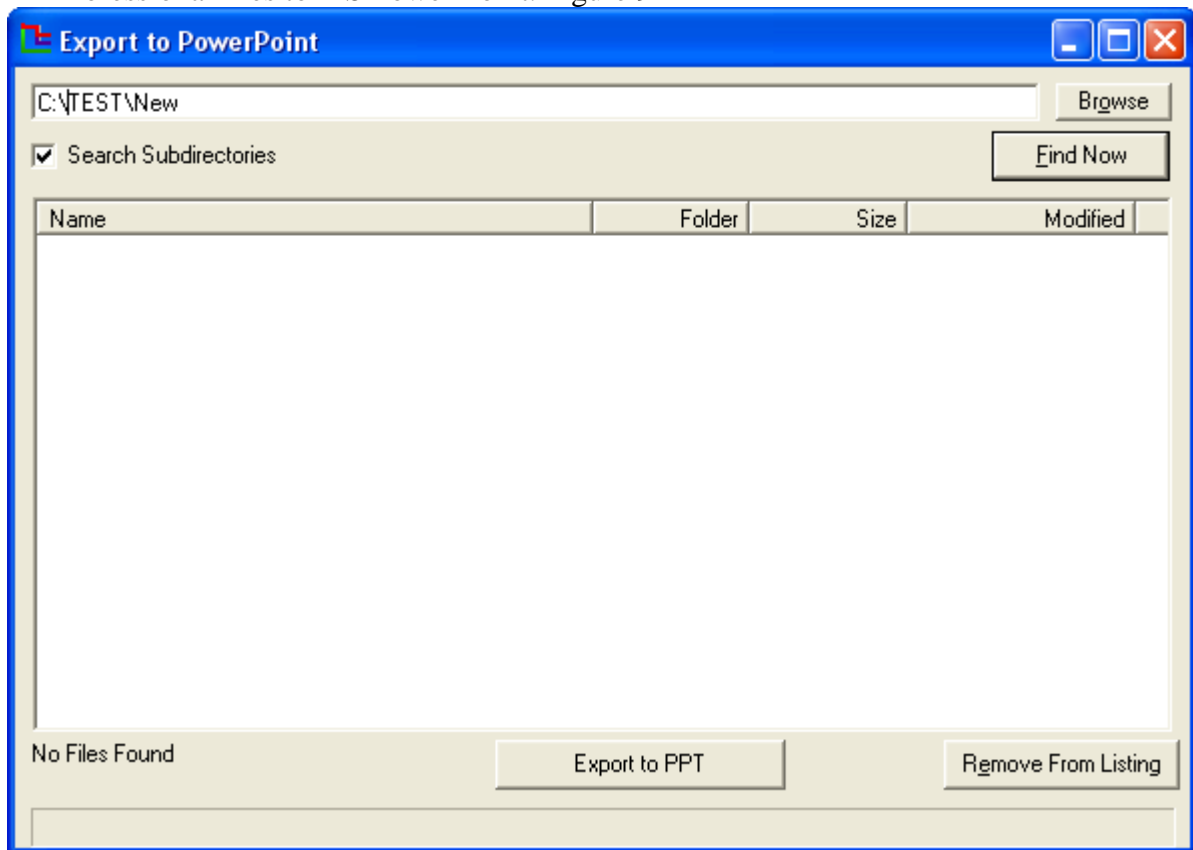 Export to PowerPoint
C:\TEST\New
Browse
Search Subdirectories
Find Now
Name Folder Size Modified
No Files Found
Export to PPT
Remove From Listing